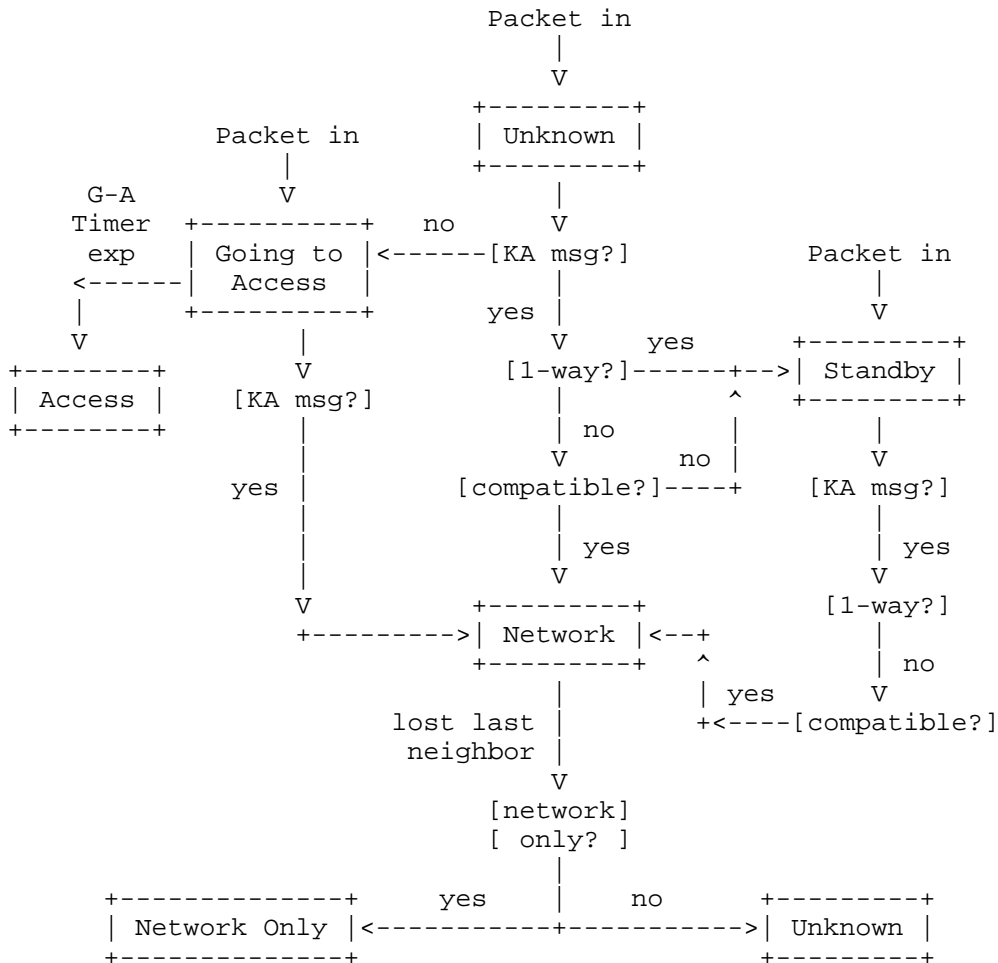 Packet in
|
V
+---------+
Packet in | Unknown |
| +---------+
G-A V |
Timer +----------+ no V
exp | Going to |<------[KA msg?] Packet in
<------| Access | | |
| +----------+ yes | V
V | V yes +---------+
+--------+ V [1-way?]------+-->| Standby |
| Access | [KA msg?] | ^ +---------+
+--------+ | | no | |
| V no | V
yes | [compatible?]----+ [KA msg?]
| | |
| | yes | yes
| V V
V +---------+ [1-way?]
+--------->| Network |<--+ |
+---------+ ^ | no
| | yes V
lost last | +<----[compatible?]
neighbor |
V
[network]
[ only? ]
|
+--------------+ yes | no +---------+
| Network Only |<-----------+----------->| Unknown |
+--------------+ +---------+